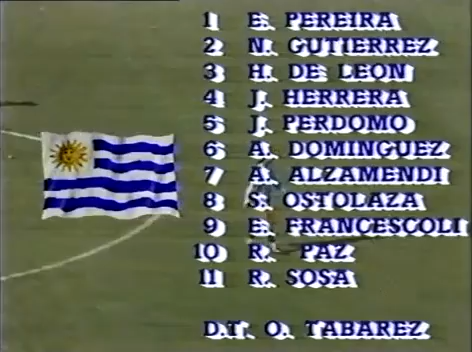 1 E. PEREIRA
2 N. GUTIERREZ
3 H. DE LEON
4 J. HERRERA
5 J. PERDOMO
6 A. DOMINGUEZ
7 A. ALZAMENDI
8 S. OSTOLAZA
9 E. FRANCESCOLI
10 R. PAZ
11 R. SOSA
D.T. O. TABAREZ